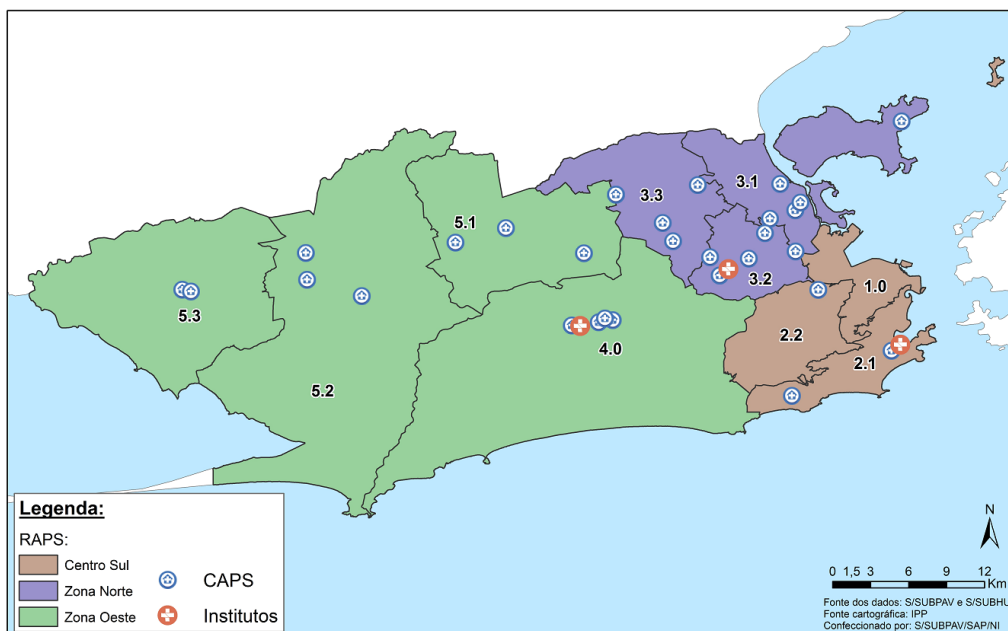 3.1
3.3
5.1
3.2
1.0
5.3
2.2
4.0
2.1
5.2
Legenda:
RAPS:
Centro Sul
Zona Norte
Zona Oeste
CAPS
Institutos
N
0 1,5 3 6 9 12
Km
Fonte dos dados: S/SUBPAV e S/SUBHU
Fonte cartográfica: IPP
Confeccionado por: S/SUBPAV/SAP/NI